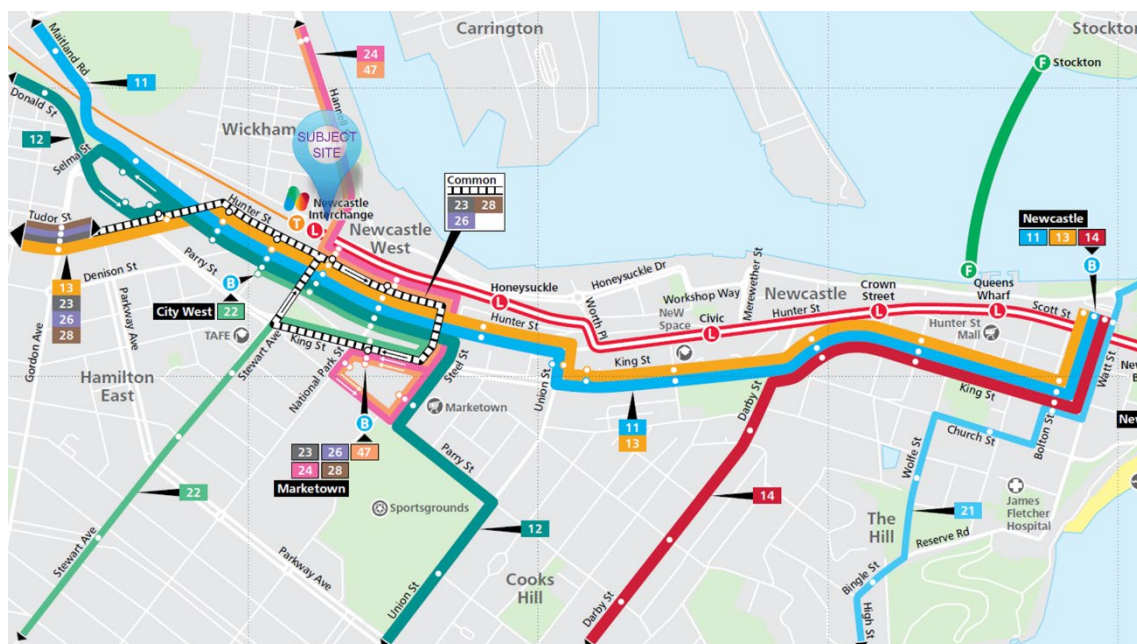 Carrington
Stockton
F
Stockton
Maitland Rd
11
24
47
Donald St
12
Wickham
SUBJECT
SITE
Selma St
Common
23 28
26
Newcastle
Interchange
T
L
Newcastle
West
Tudor St
Hunter St
Newcastle
11 13 14
B
F
Denison St
Parry St
B
City West 22
13
23
26
28
Gordon Ave
Parkway Ave
TAFE
Stewart Ave
King St
National Park St
Steel St
Hamilton
East
L
Honeysuckle
Honeysuckle Dr
Worth Pl
Workshop Way
Merewether St
Newcastle
NeW
Space
Civic
L
Hunter St
Crown
Street
L
Queens
Wharf
L
Scott St
Hunter St
Mall
Watt St
Hunter St
Union St
King St
Darby St
King St
Bolton St
Church St
Wolfe St
Marketown
B
23 26 47
24 28
Marketown
11
13
Parry St
22
14
21
Sportsgrounds
12
The
Hill
James
Fletcher
Hospital
Reserve Rd
Stewart Ave
Parkway Ave
Union St
Cooks
Hill
Darby St
Bingle St
High St